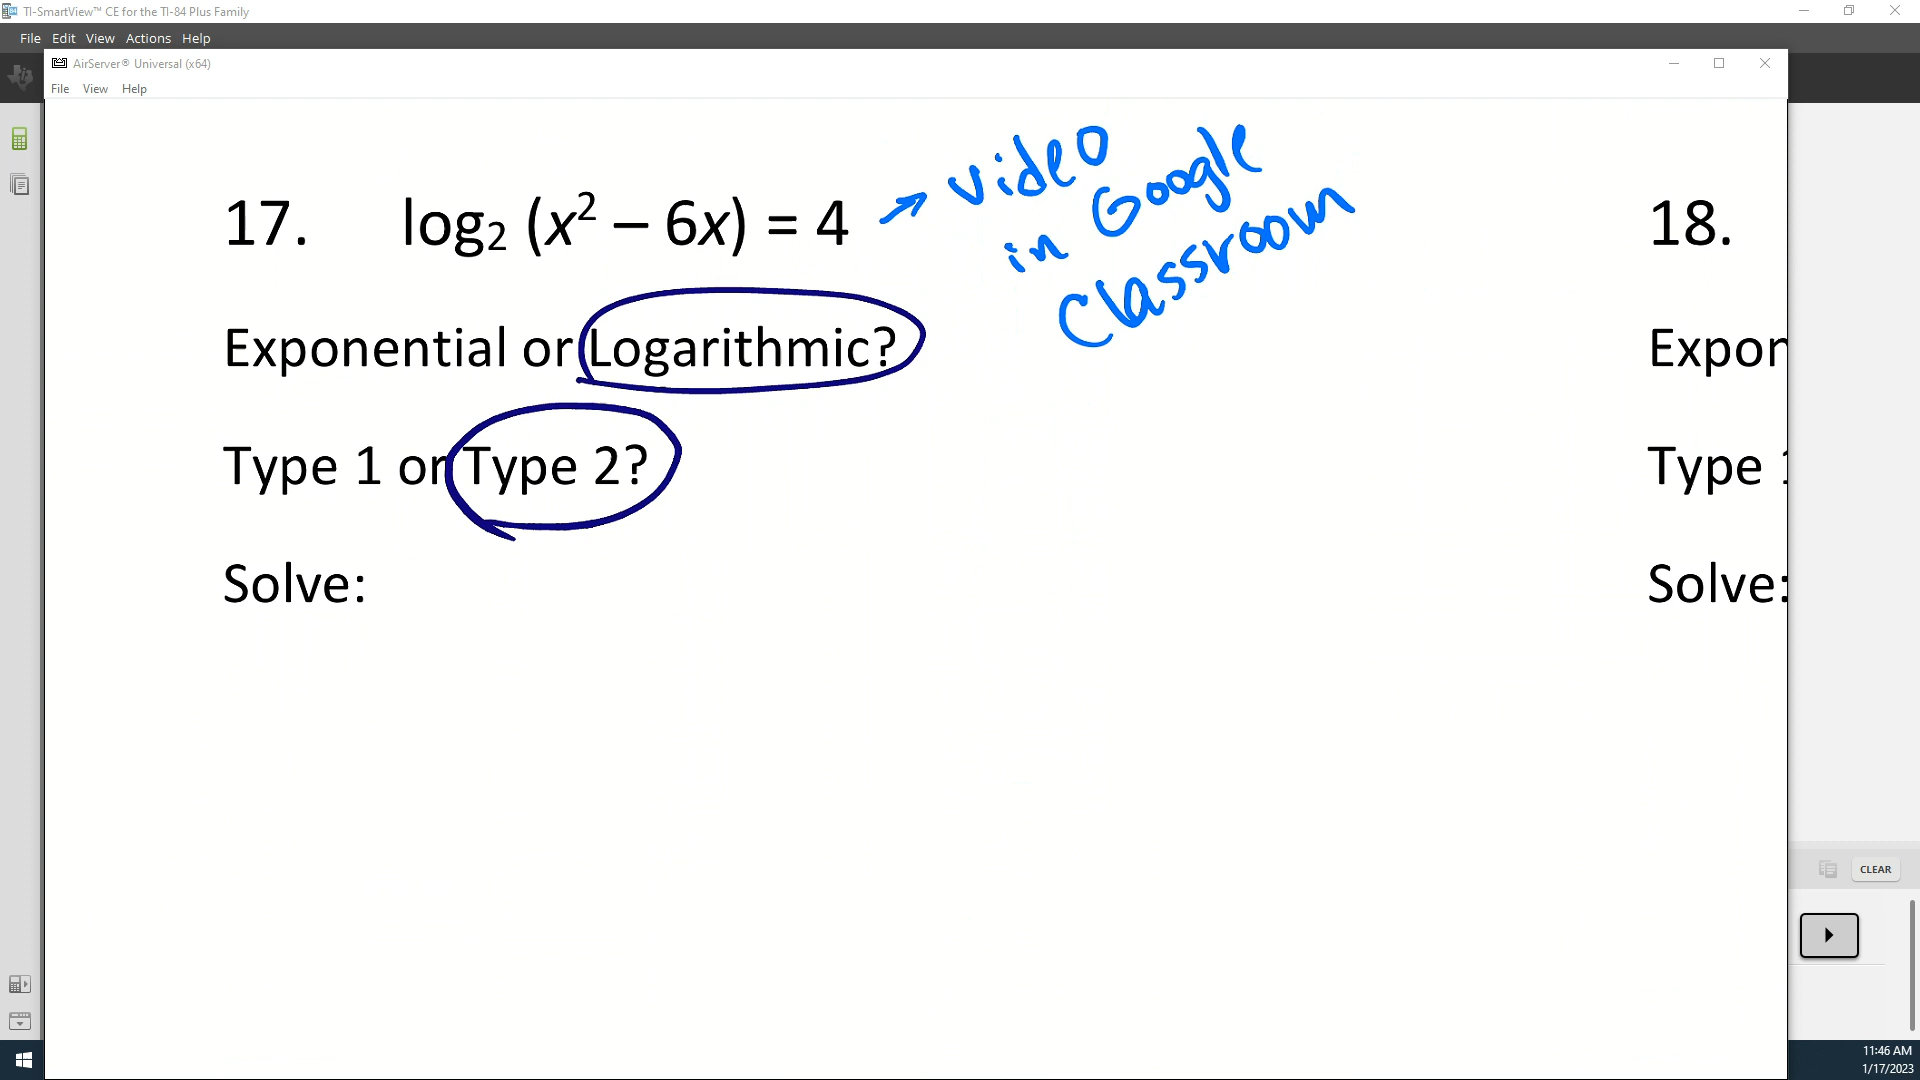 TI-SmartView™ CE for the TI-84 Plus Family
File Edit View Actions Help
AirServer® Universal (x64)
File View Help
17. log₂ (x² – 6x) = 4 → video
in Google
Classroom
Exponential or Logarithmic?
Type 1 or Type 2?
Solve:
18.
Expon
Type 1
Solve:
CLEAR
11:46 AM
1/17/2023